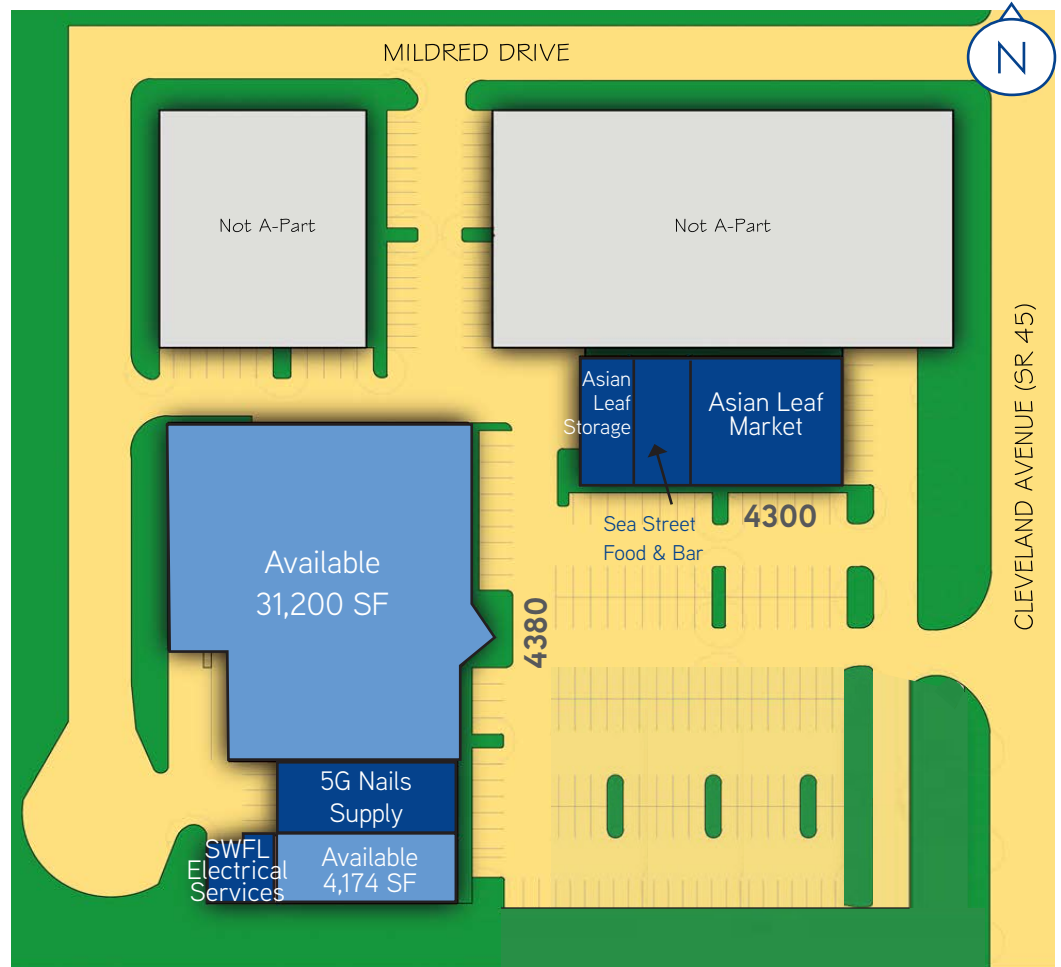 N
MILDRED DRIVE
Not A-Part
Not A-Part
CLEVELAND AVENUE (SR 45)
Asian
Leaf
Storage
Asian Leaf
Market
Sea Street
Food & Bar
4300
Available
31,200 SF
4380
5G Nails
Supply
SWFL
Electrical
Services
Available
4,174 SF